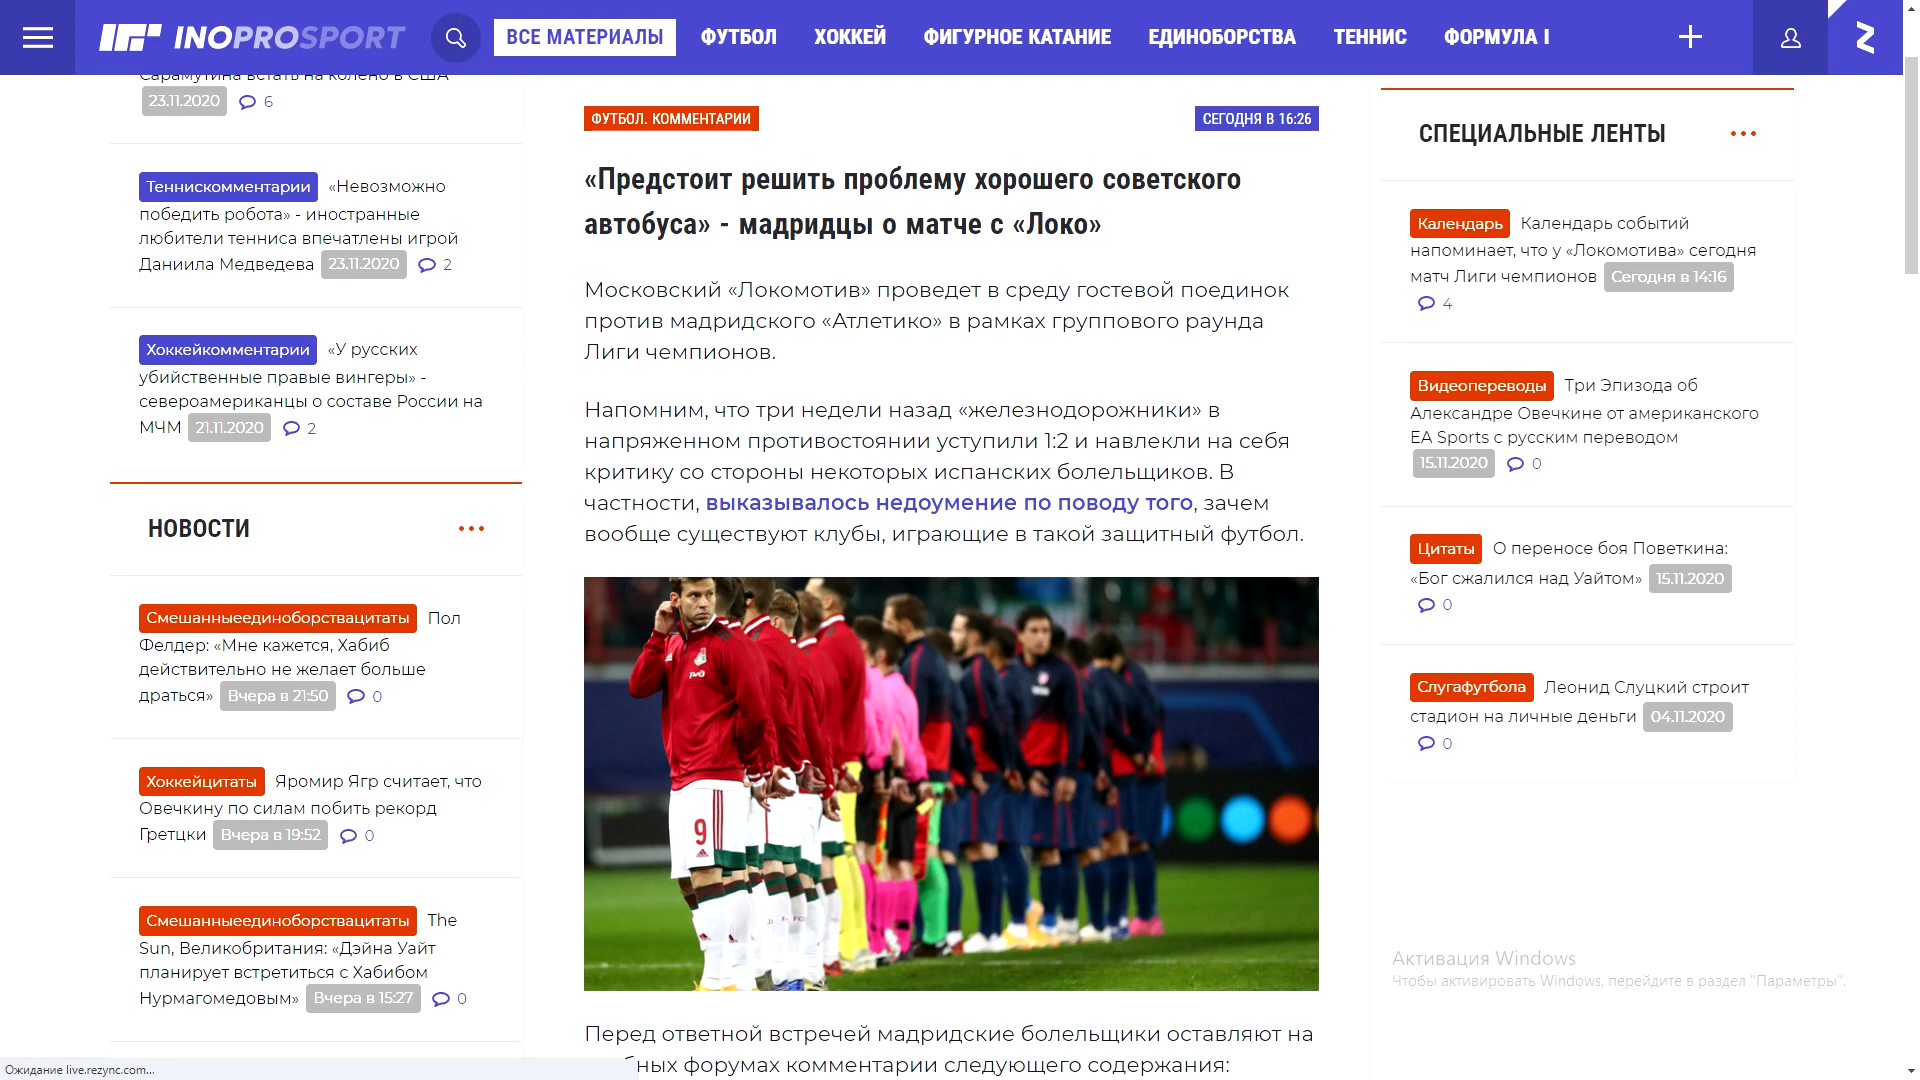 INOPROSPORT
ВСЕ МАТЕРИАЛЫ
ФУТБОЛ
ХОККЕЙ
ФИГУРНОЕ КАТАНИЕ
ЕДИНОБОРСТВА
ТЕННИС
ФОРМУЛА I
Сарамутина встать на колено в США
23.11.2020 6
Теннискомментарии «Невозможно
победить робота» - иностранные
любители тенниса впечатлены игрой
Даниила Медведева 23.11.2020 2
Хоккейкомментарии «У русских
убийственные правые вингеры» -
североамериканцы о составе России на
МЧМ 21.11.2020 2
НОВОСТИ
Смешанныеединоборствацитаты Пол
Фелдер: «Мне кажется, Хабиб
действительно не желает больше
драться» Вчера в 21:50 0
Хоккейцитаты Яромир Ягр считает, что
Овечкину по силам побить рекорд
Гретцки Вчера в 19:52 0
Смешанныеединоборствацитаты The
Sun, Великобритания: «Дэйна Уайт
планирует встретиться с Хабибом
Нурмагомедовым» Вчера в 15:27 0
Ожидание live.rezync.com...
ФУТБОЛ. КОММЕНТАРИИ
СЕГОДНЯ В 16:26
«Предстоит решить проблему хорошего советского
автобуса» - мадридцы о матче с «Локо»
Московский «Локомотив» проведет в среду гостевой поединок
против мадридского «Атлетико» в рамках группового раунда
Лиги чемпионов.
Напомним, что три недели назад «железнодорожники» в
напряженном противостоянии уступили 1:2 и навлекли на себя
критику со стороны некоторых испанских болельщиков. В
частности, выказывалось недоумение по поводу того, зачем
вообще существуют клубы, играющие в такой защитный футбол.
9
Перед ответной встречей мадридские болельщики оставляют на
ных форумах комментарии следующего содержания:
СПЕЦИАЛЬНЫЕ ЛЕНТЫ
Календарь Календарь событий
напоминает, что у «Локомотива» сегодня
матч Лиги чемпионов Сегодня в 14:16
4
Видеопереводы Три Эпизода об
Александре Овечкине от американского
EA Sports с русским переводом
15.11.2020 0
Цитаты О переносе боя Поветкина:
«Бог сжалился над Уайтом» 15.11.2020
0
Слугафутбола Леонид Слуцкий строит
стадион на личные деньги 04.11.2020
0
Активация Windows
Чтобы активировать Windows, перейдите в раздел "Параметры".